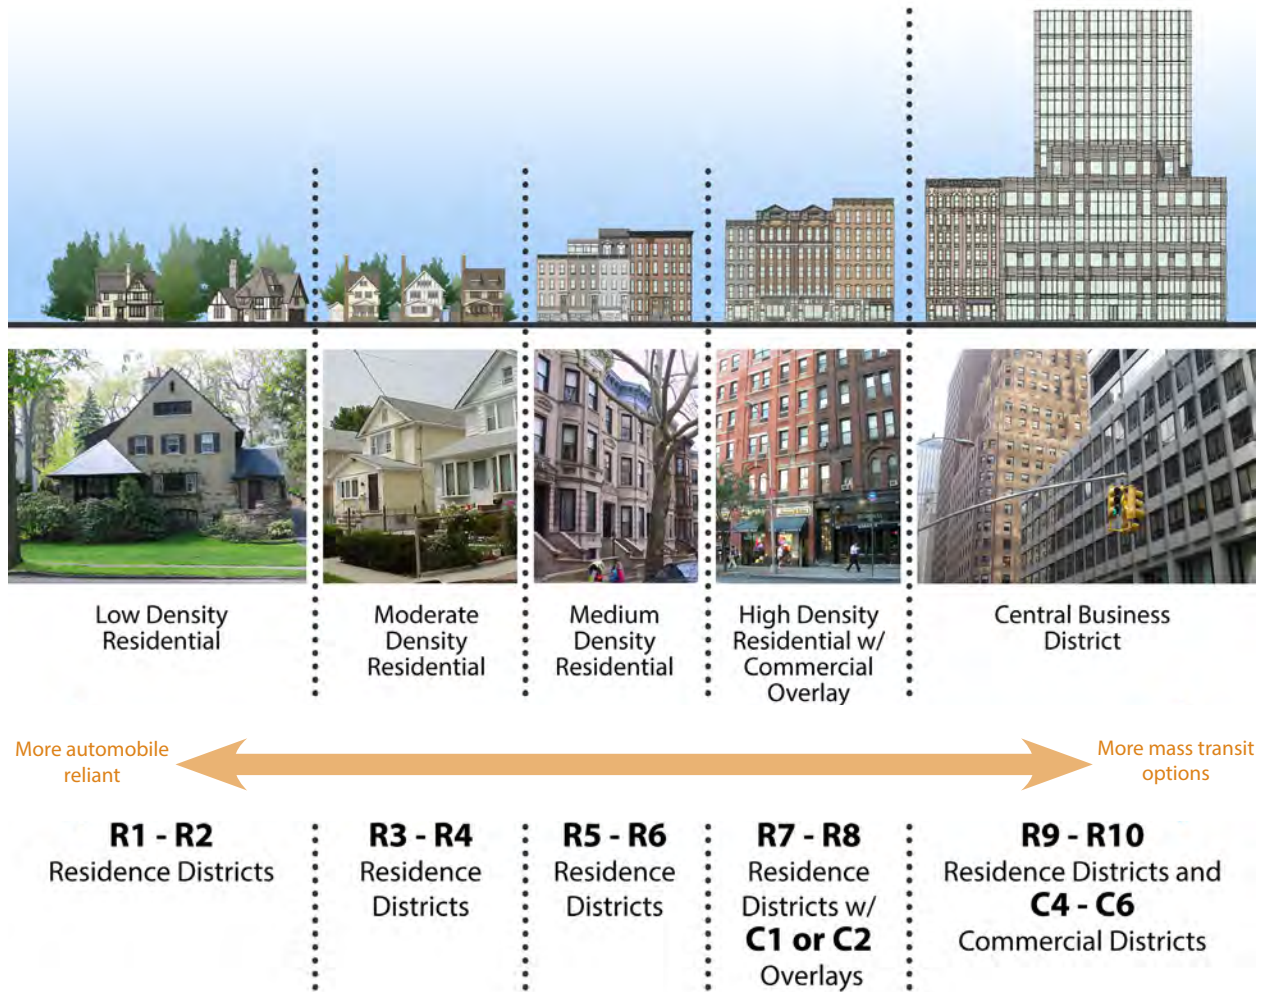 Low Density
Residential
Moderate
Density
Residential
Medium
Density
Residential
High Density
Residential w/
Commercial
Overlay
Central Business
District
More automobile
reliant
More mass transit
options
R1 - R2
Residence Districts
R3 - R4
Residence
Districts
R5 - R6
Residence
Districts
R7 - R8
Residence
Districts w/
C1 or C2
Overlays
R9 - R10
Residence Districts and
C4 - C6
Commercial Districts